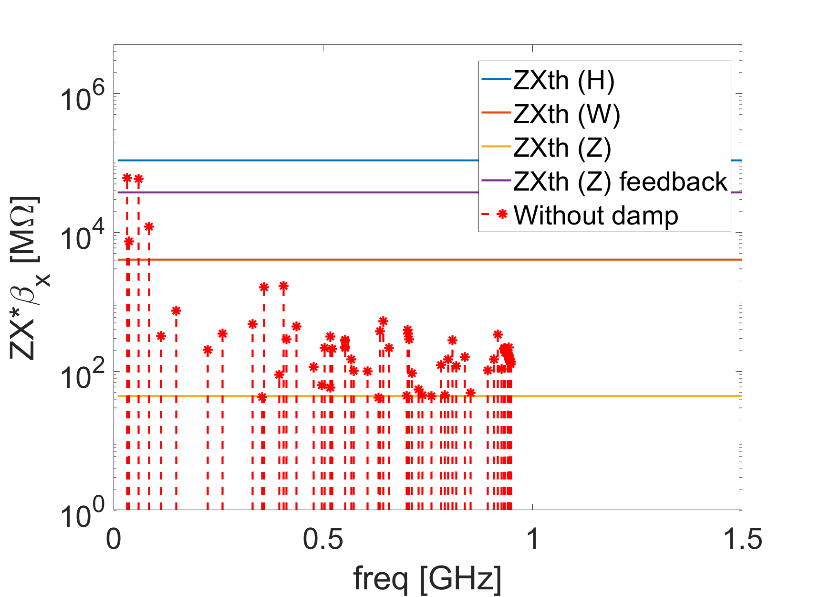 10^6
10^4
10^2
10^0
ZX*β_x [MΩ]
ZXth (H)
ZXth (W)
ZXth (Z)
ZXth (Z) feedback
Without damp
0 0.5 1 1.5
freq [GHz]